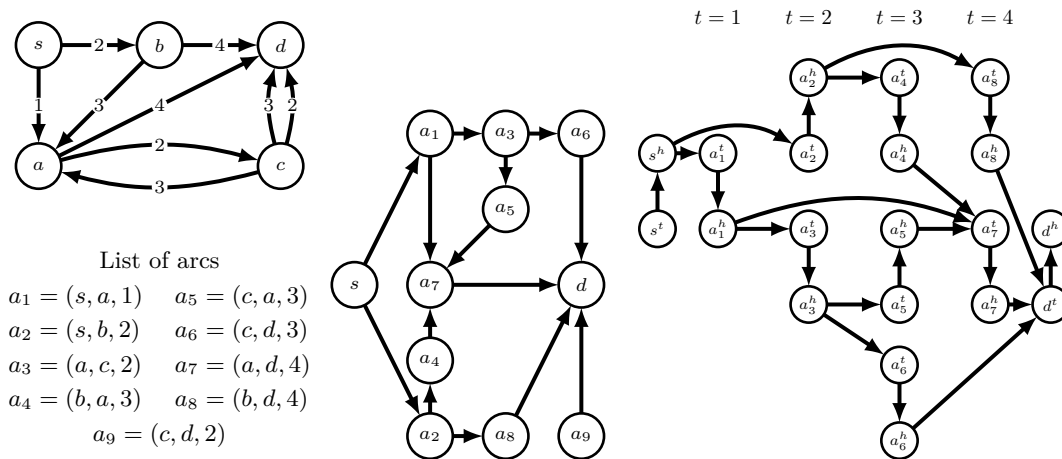 t = 1 t = 2 t = 3 t = 4
s 2 b 4 d
1 3 4 3 2
a 2 c
3
List of arcs
a₁ = (s, a, 1) a₅ = (c, a, 3)
a₂ = (s, b, 2) a₆ = (c, d, 3)
a₃ = (a, c, 2) a₇ = (a, d, 4)
a₄ = (b, a, 3) a₈ = (b, d, 4)
a₉ = (c, d, 2)
a₁ a₃ a₆
a₅
s a₇ d
a₄
a₂ a₈ a₉
a₂ʰ a₄ᵗ a₈ᵗ
sʰ a₁ᵗ a₂ᵗ a₄ʰ a₈ʰ
sᵗ a₁ʰ a₃ᵗ a₅ʰ a₇ᵗ dʰ
a₃ʰ a₅ᵗ a₇ʰ dᵗ
a₆ᵗ
a₆ʰ